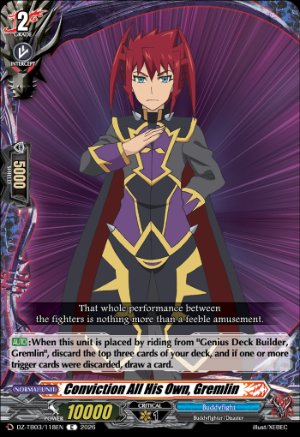 2
GRADE
INTERCEPT
5000
SHIELD
That whole performance between
the fighters is nothing more than a feeble amusement.
AUTO:When this unit is placed by riding from "Genius Deck Builder,
Gremlin", discard the top three cards of your deck, and if one or more
trigger cards were discarded, draw a card.
NORMAL UNIT
Conviction All His Own, Gremlin
POWER 10000
CRITICAL
1
Buddyfight
Buddyfighter/Disaster
D DZ-TB03/118EN C 2026
illust/XEBEC